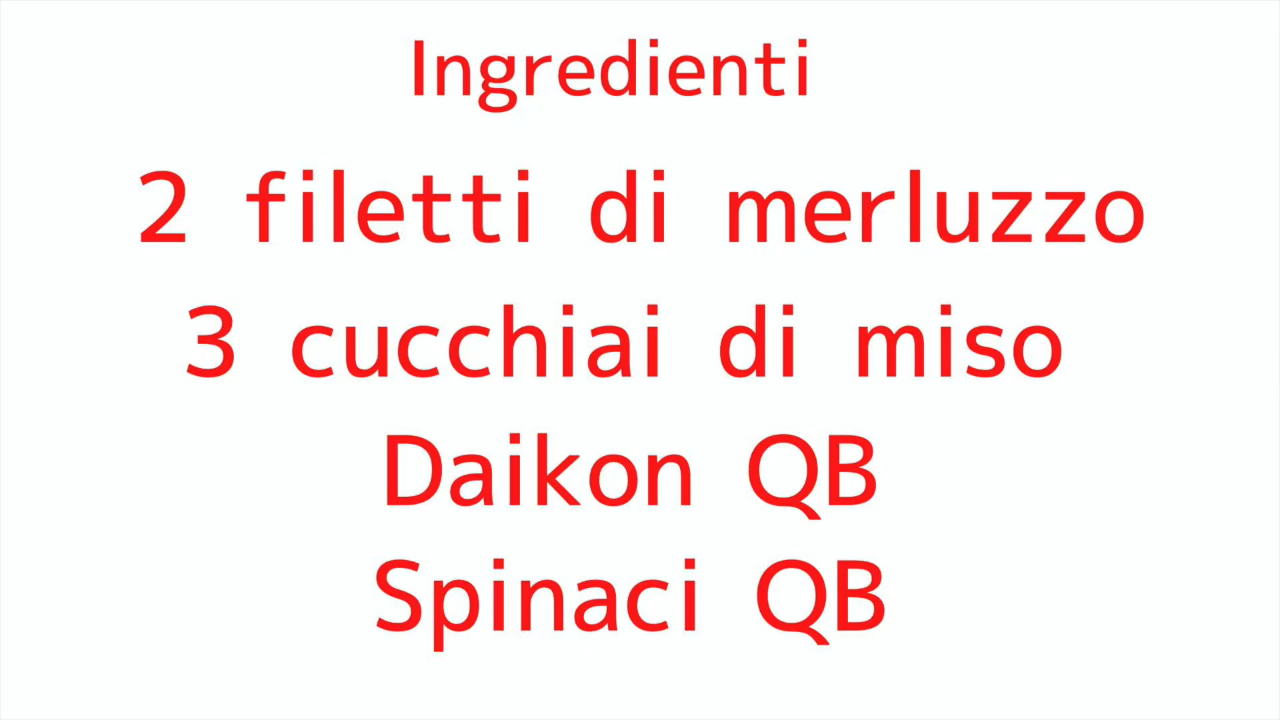 Ingredienti
2 filetti di merluzzo
3 cucchiai di miso
Daikon QB
Spinaci QB